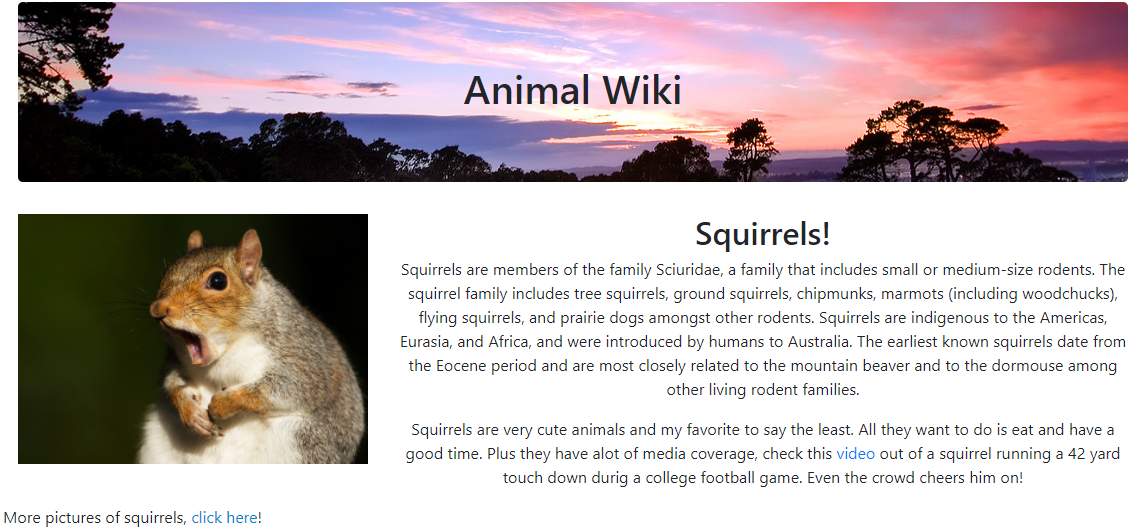 Animal Wiki
Squirrels!
Squirrels are members of the family Sciuridae, a family that includes small or medium-size rodents. The
squirrel family includes tree squirrels, ground squirrels, chipmunks, marmots (including woodchucks),
flying squirrels, and prairie dogs amongst other rodents. Squirrels are indigenous to the Americas,
Eurasia, and Africa, and were introduced by humans to Australia. The earliest known squirrels date from
the Eocene period and are most closely related to the mountain beaver and to the dormouse among
other living rodent families.
Squirrels are very cute animals and my favorite to say the least. All they want to do is eat and have a
good time. Plus they have alot of media coverage, check this video out of a squirrel running a 42 yard
touch down durig a college football game. Even the crowd cheers him on!
More pictures of squirrels, click here!